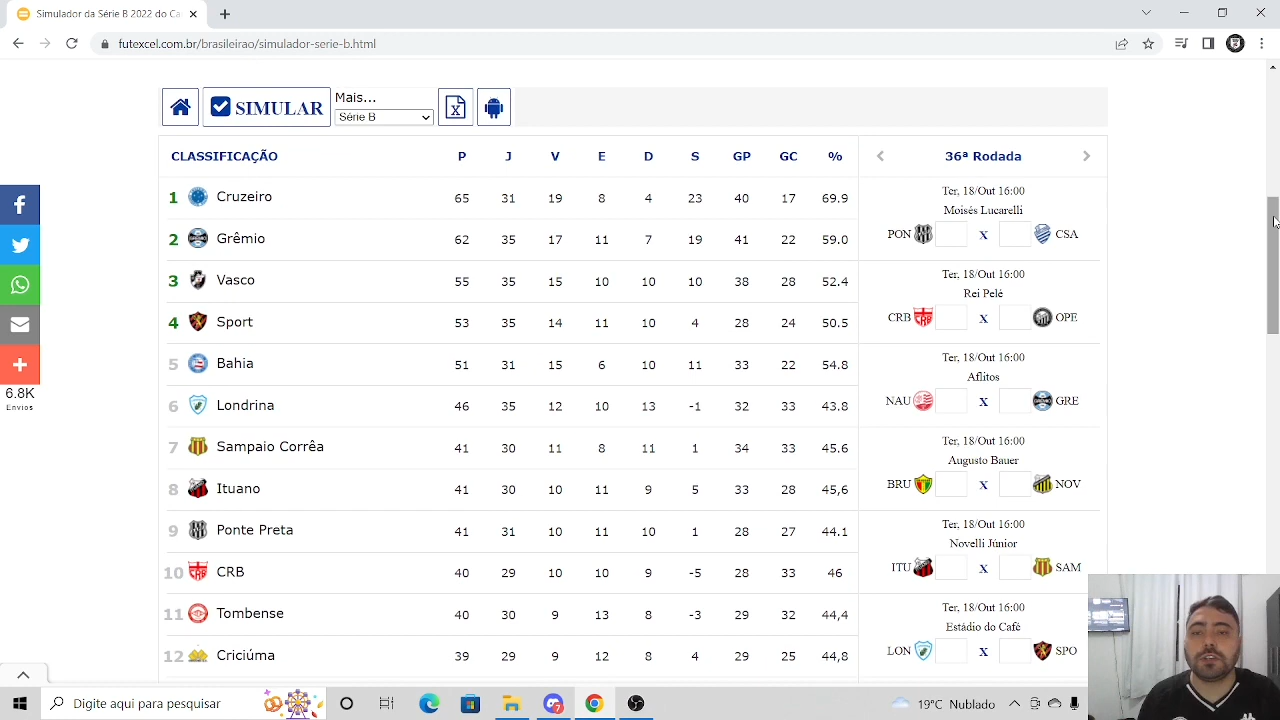 Simulador da Série B 2022 do Ca
futexcel.com.br/brasileirao/simulador-serie-b.html
SIMULAR
Mais...
Série B
CLASSIFICAÇÃO P J V E D S GP GC %
1 Cruzeiro 65 31 19 8 4 23 40 17 69.9
2 Grêmio 62 35 17 11 7 19 41 22 59.0
3 Vasco 55 35 15 10 10 10 38 28 52.4
4 Sport 53 35 14 11 10 4 28 24 50.5
5 Bahia 51 31 15 6 10 11 33 22 54.8
6 Londrina 46 35 12 10 13 -1 32 33 43.8
7 Sampaio Corrêa 41 30 11 8 11 1 34 33 45.6
8 Ituano 41 30 10 11 9 5 33 28 45,6
9 Ponte Preta 41 31 10 11 10 1 28 27 44.1
10 CRB 40 29 10 10 9 -5 28 33 46
11 Tombense 40 30 9 13 8 -3 29 32 44,4
12 Criciúma 39 29 9 12 8 4 29 25 44,8
36ª Rodada
Ter, 18/Out 16:00
Moisés Lucarelli
PON X CSA
Ter, 18/Out 16:00
Rei Pelé
CRB X OPE
Ter, 18/Out 16:00
Aflitos
NAU X GRE
Ter, 18/Out 16:00
Augusto Bauer
BRU X NOV
Ter, 18/Out 16:00
Novelli Júnior
ITU X SAM
Ter, 18/Out 16:00
Estádio do Café
LON X SPO
6.8K
Envios
Digite aqui para pesquisar
19°C Nublado